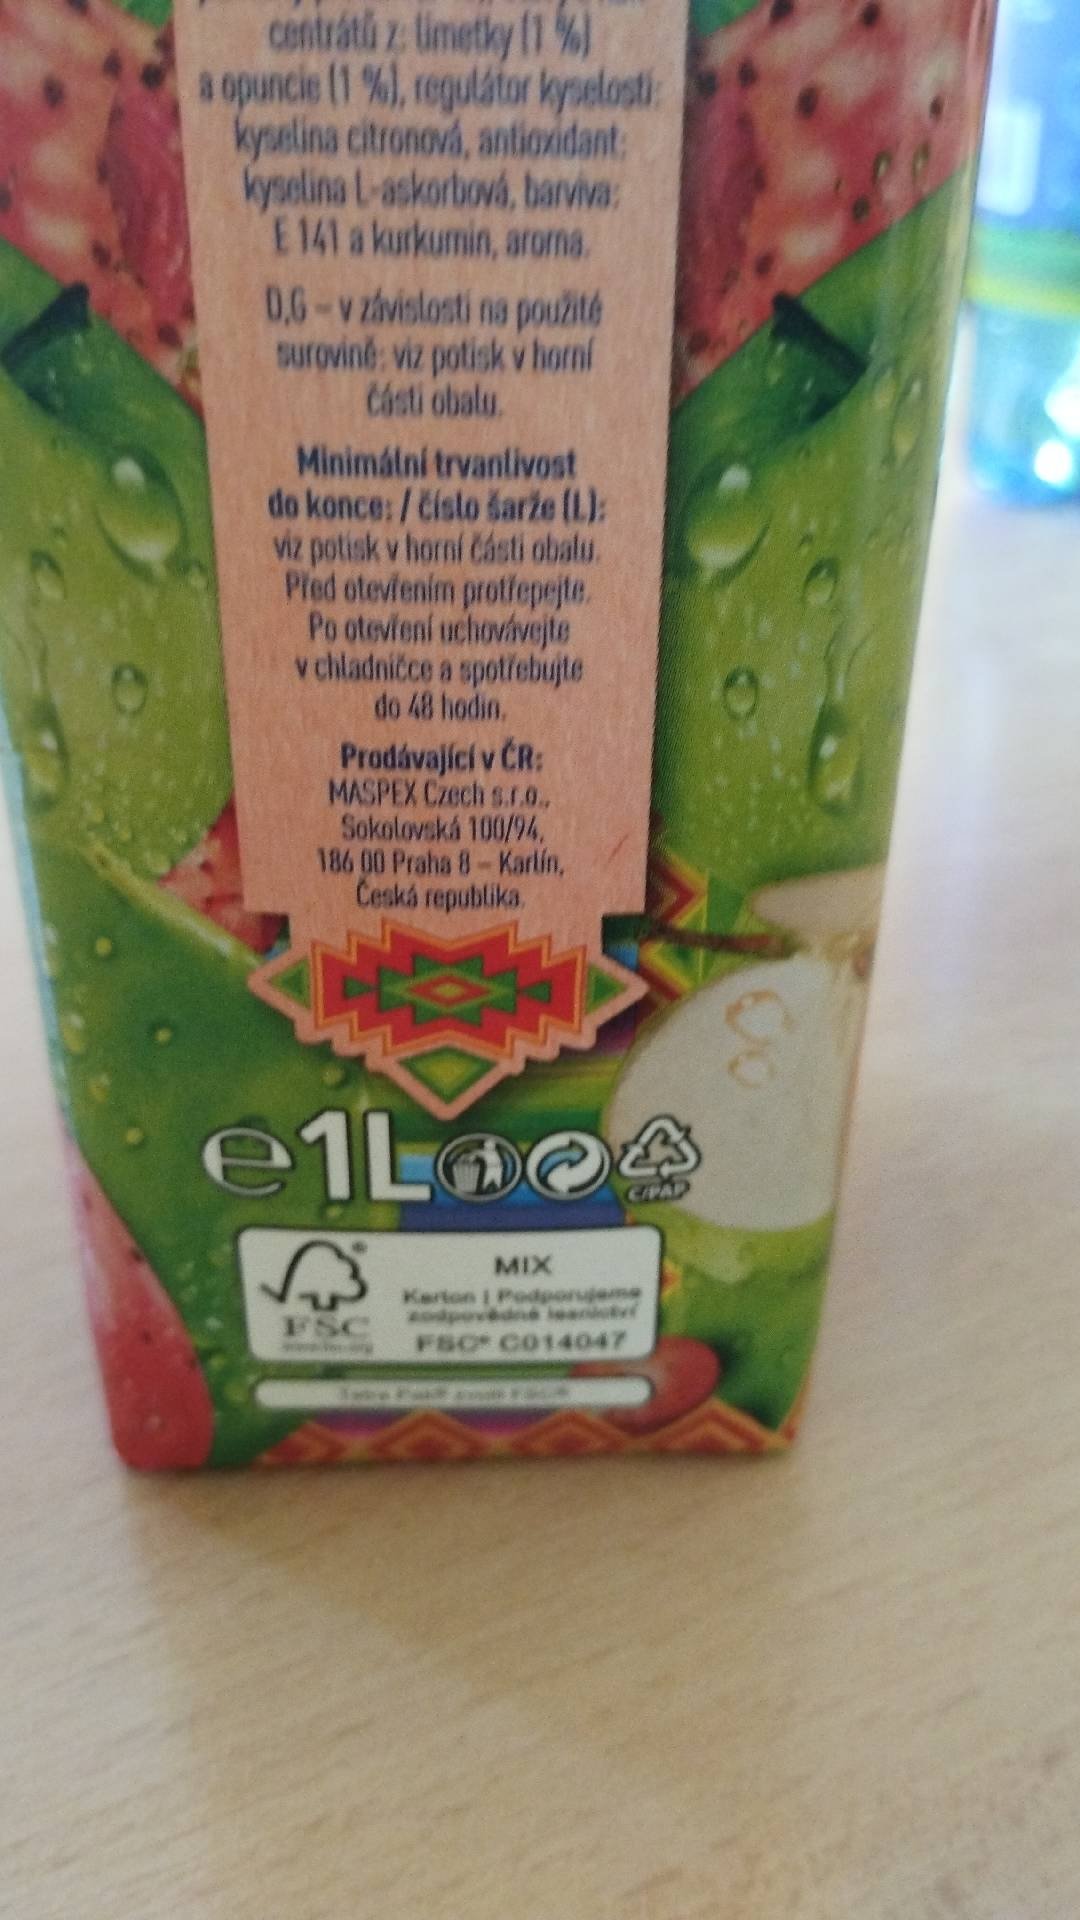 centrátů z: limetky (1 %)
a opuncie (1 %), regulátor kyselosti:
kyselina citronová, antioxidant:
kyselina L-askorbová, barviva:
E 141 a kurkumin, aroma.
D,G – v závislosti na použité
surovině: viz potisk v horní
části obalu.
Minimální trvanlivost
do konce: / číslo šarže (L):
viz potisk v horní části obalu.
Před otevřením protřepejte.
Po otevření uchovávejte
v chladničce a spotřebujte
do 48 hodin.
Prodávající v ČR:
MASPEX Czech s.r.o.,
Sokolovská 100/94,
186 00 Praha 8 – Karlín,
Česká republika.
e 1L
C/PAP
MIX
Karton | Podporujeme
zodpovědné lesnictví
FSC® C014047
FSC®